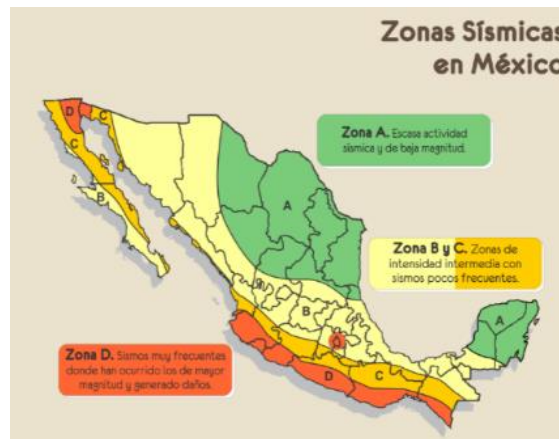 Zonas Sísmicas
en México
D
C
C
B
Zona A. Escasa actividad
sísmica y de baja magnitud.
A
Zona B y C. Zonas de
intensidad intermedia con
sismos pocos frecuentes.
B
A
Zona D. Sismos muy frecuentes
donde han ocurrido los de mayor
magnitud y generado daños.
C
D